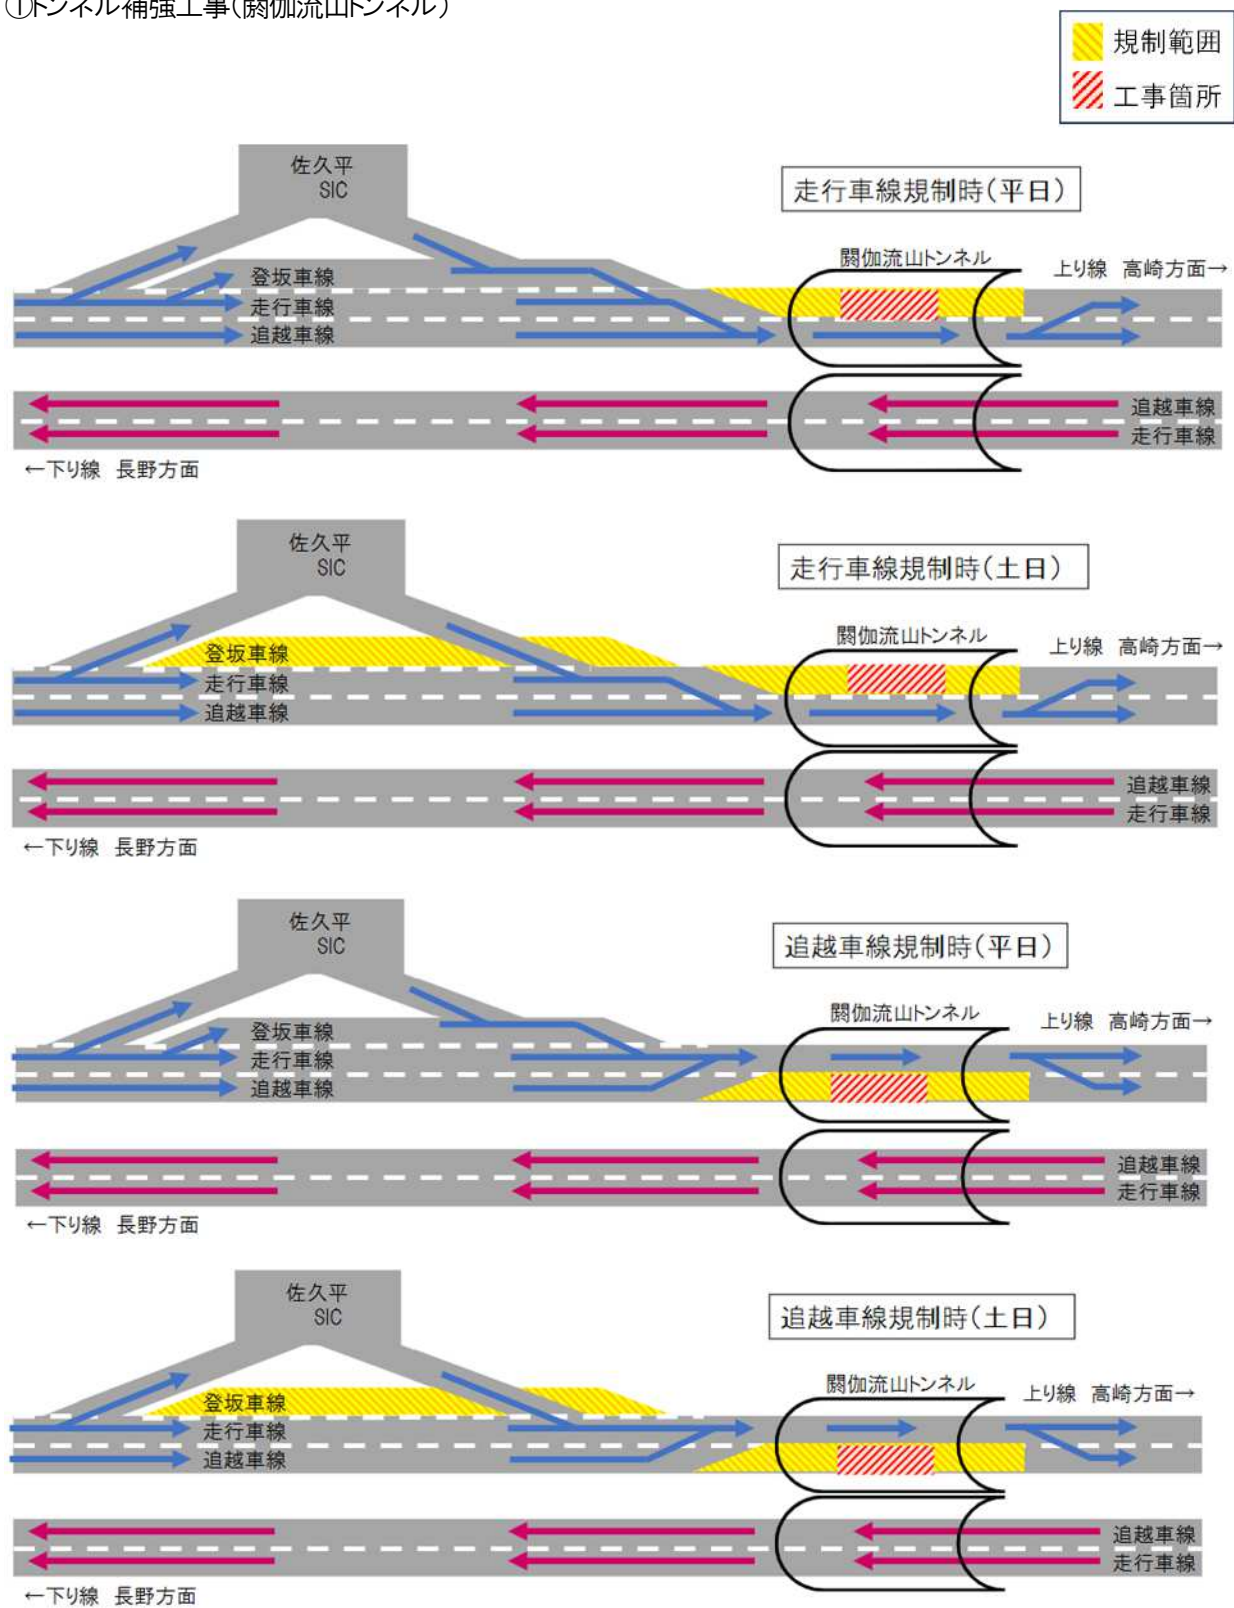 ①トンネル補強工事(閼伽流山トンネル)
規制範囲
工事箇所
佐久平
SIC
走行車線規制時(平日)
閼伽流山トンネル
上り線 高崎方面→
登坂車線
走行車線
追越車線
追越車線
走行車線
←下り線 長野方面
佐久平
SIC
走行車線規制時(土日)
閼伽流山トンネル
上り線 高崎方面→
登坂車線
走行車線
追越車線
追越車線
走行車線
←下り線 長野方面
佐久平
SIC
追越車線規制時(平日)
閼伽流山トンネル
上り線 高崎方面→
登坂車線
走行車線
追越車線
追越車線
走行車線
←下り線 長野方面
佐久平
SIC
追越車線規制時(土日)
閼伽流山トンネル
上り線 高崎方面→
登坂車線
走行車線
追越車線
追越車線
走行車線
←下り線 長野方面